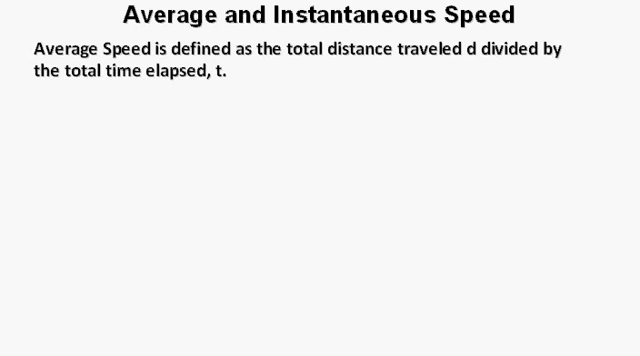 Average and Instantaneous Speed
Average Speed is defined as the total distance traveled d divided by
the total time elapsed, t.